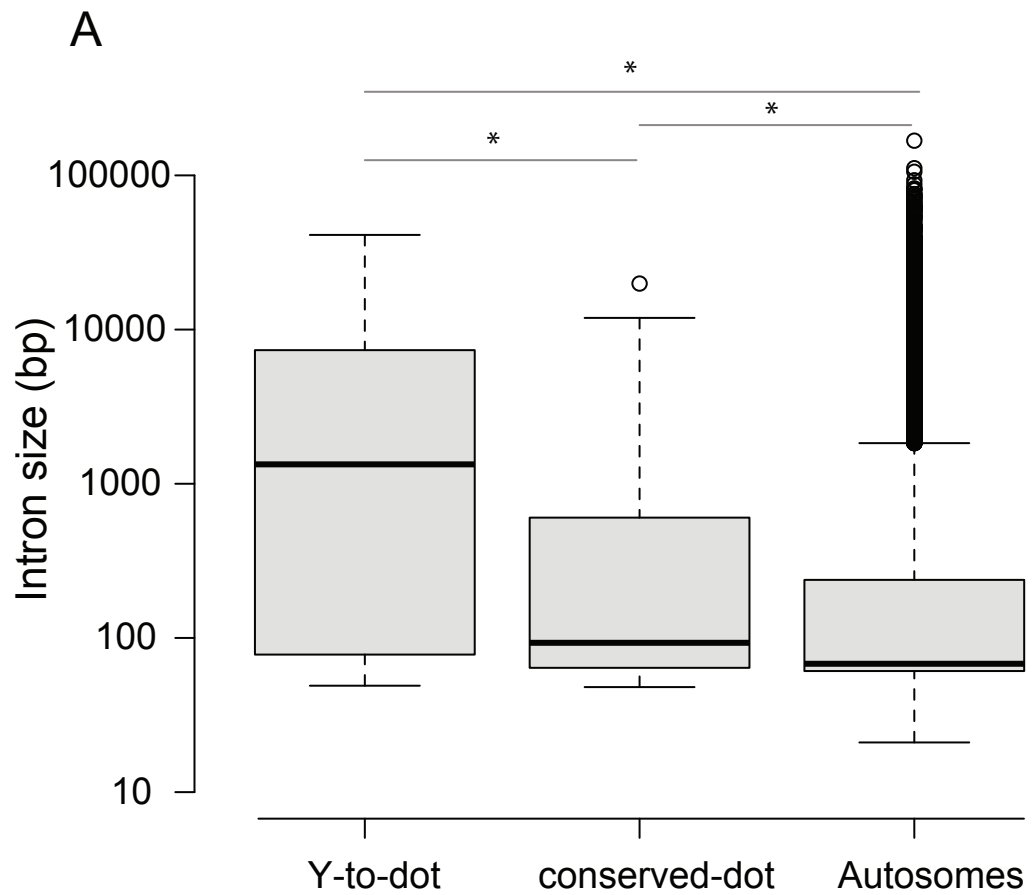 A
*
*
*
100000
10000
1000
100
10
Intron size (bp)
Y-to-dot
conserved-dot
Autosomes